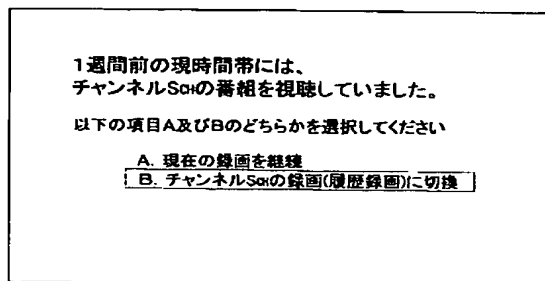 1週間前の現時間帯には、
チャンネルSCHの番組を視聴していました。
以下の項目A及びBのどちらかを選択してください
A. 現在の録画を継続
B. チャンネルSCHの録画(履歴録画)に切換